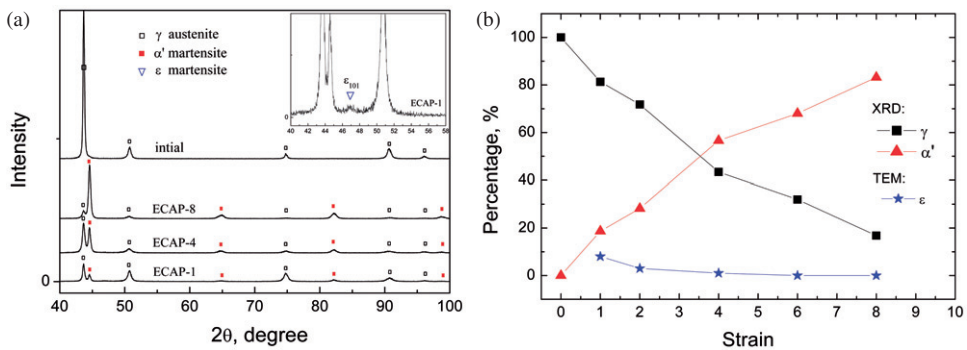 (a)
γ austenite
α' martensite
ε martensite
ε101
ECAP-1
0
40 42 44 46 48 50 52 54 56 58
intial
ECAP-8
ECAP-4
ECAP-1
Intensity
0
40 50 60 70 80 90 100
2θ, degree
(b)
100
80
60
40
20
0
Percentage, %
XRD:
γ
α'
TEM:
ε
0 1 2 3 4 5 6 7 8 9 10
Strain